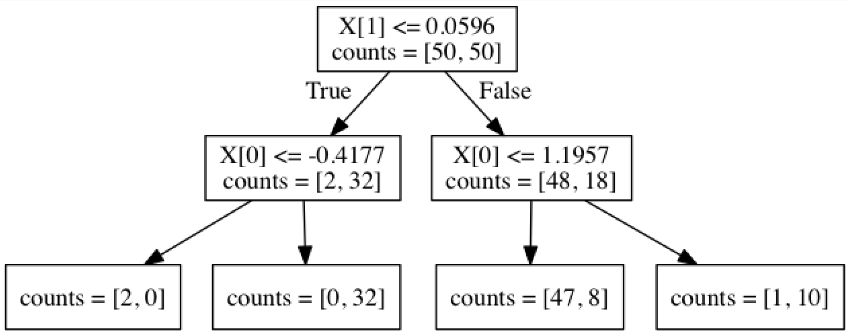 X[1] <= 0.0596
counts = [50, 50]
True
False
X[0] <= -0.4177
counts = [2, 32]
X[0] <= 1.1957
counts = [48, 18]
counts = [2, 0]
counts = [0, 32]
counts = [47, 8]
counts = [1, 10]